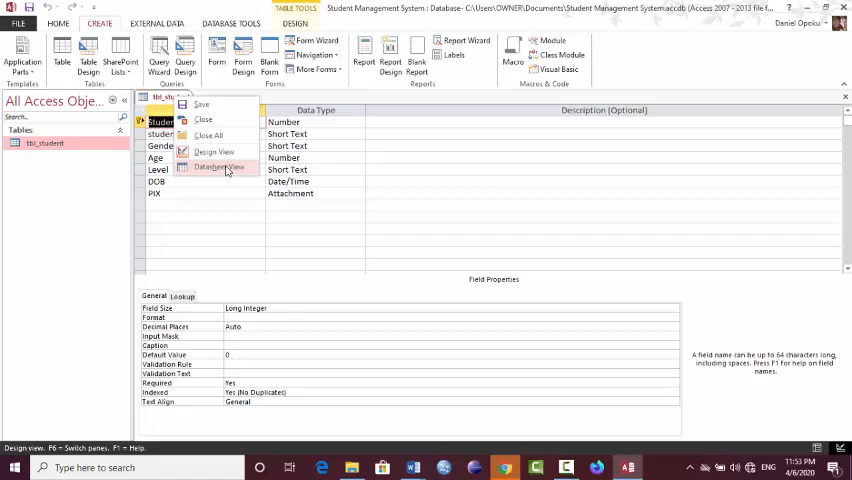 TABLE TOOLS
Student Management System : Database- C:\Users\OWNER\Documents\Student Management System.accdb (Access 2007 - 2013 file f...
FILE HOME CREATE EXTERNAL DATA DATABASE TOOLS DESIGN
Daniel Opoku
Application Parts
Table
Table Design
SharePoint Lists
Query Wizard
Query Design
Form
Form Design
Blank Form
Form Wizard
Navigation
More Forms
Report
Report Design
Blank Report
Report Wizard
Labels
Macro
Module
Class Module
Visual Basic
Templates
Tables
Queries
Forms
Reports
Macros & Code
All Access Obje...
Search...
Tables
tbl_student
Save
Close
Close All
Design View
Datasheet View
Data Type
Description (Optional)
Number
Short Text
Short Text
Age Number
Level Short Text
DOB Date/Time
PIX Attachment
Field Properties
General Lookup
Field Size Long Integer
Format
Decimal Places Auto
Input Mask
Caption
Default Value 0
Validation Rule
Validation Text
Required Yes
Indexed Yes (No Duplicates)
Text Align General
A field name can be up to 64 characters long,
including spaces. Press F1 for help on field
names.
Design view. F6 = Switch panes. F1 = Help.
Type here to search
ENG
11:53 PM
4/6/2020